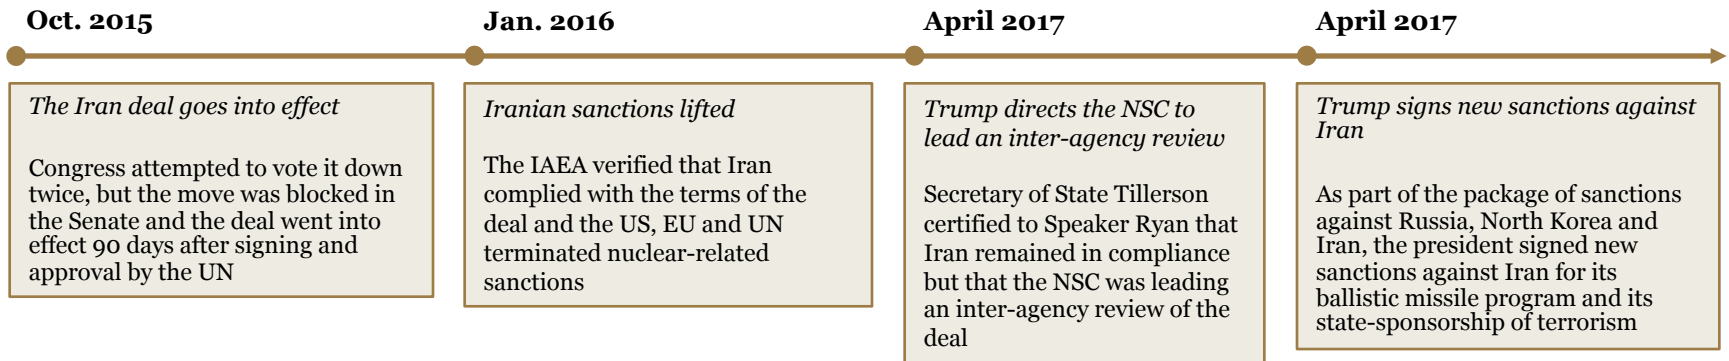 Oct. 2015
The Iran deal goes into effect
Congress attempted to vote it down
twice, but the move was blocked in
the Senate and the deal went into
effect 90 days after signing and
approval by the UN
Jan. 2016
Iranian sanctions lifted
The IAEA verified that Iran
complied with the terms of the
deal and the US, EU and UN
terminated nuclear-related
sanctions
April 2017
Trump directs the NSC to
lead an inter-agency review
Secretary of State Tillerson
certified to Speaker Ryan that
Iran remained in compliance
but that the NSC was leading
an inter-agency review of the
deal
April 2017
Trump signs new sanctions against
Iran
As part of the package of sanctions
against Russia, North Korea and
Iran, the president signed new
sanctions against Iran for its
ballistic missile program and its
state-sponsorship of terrorism